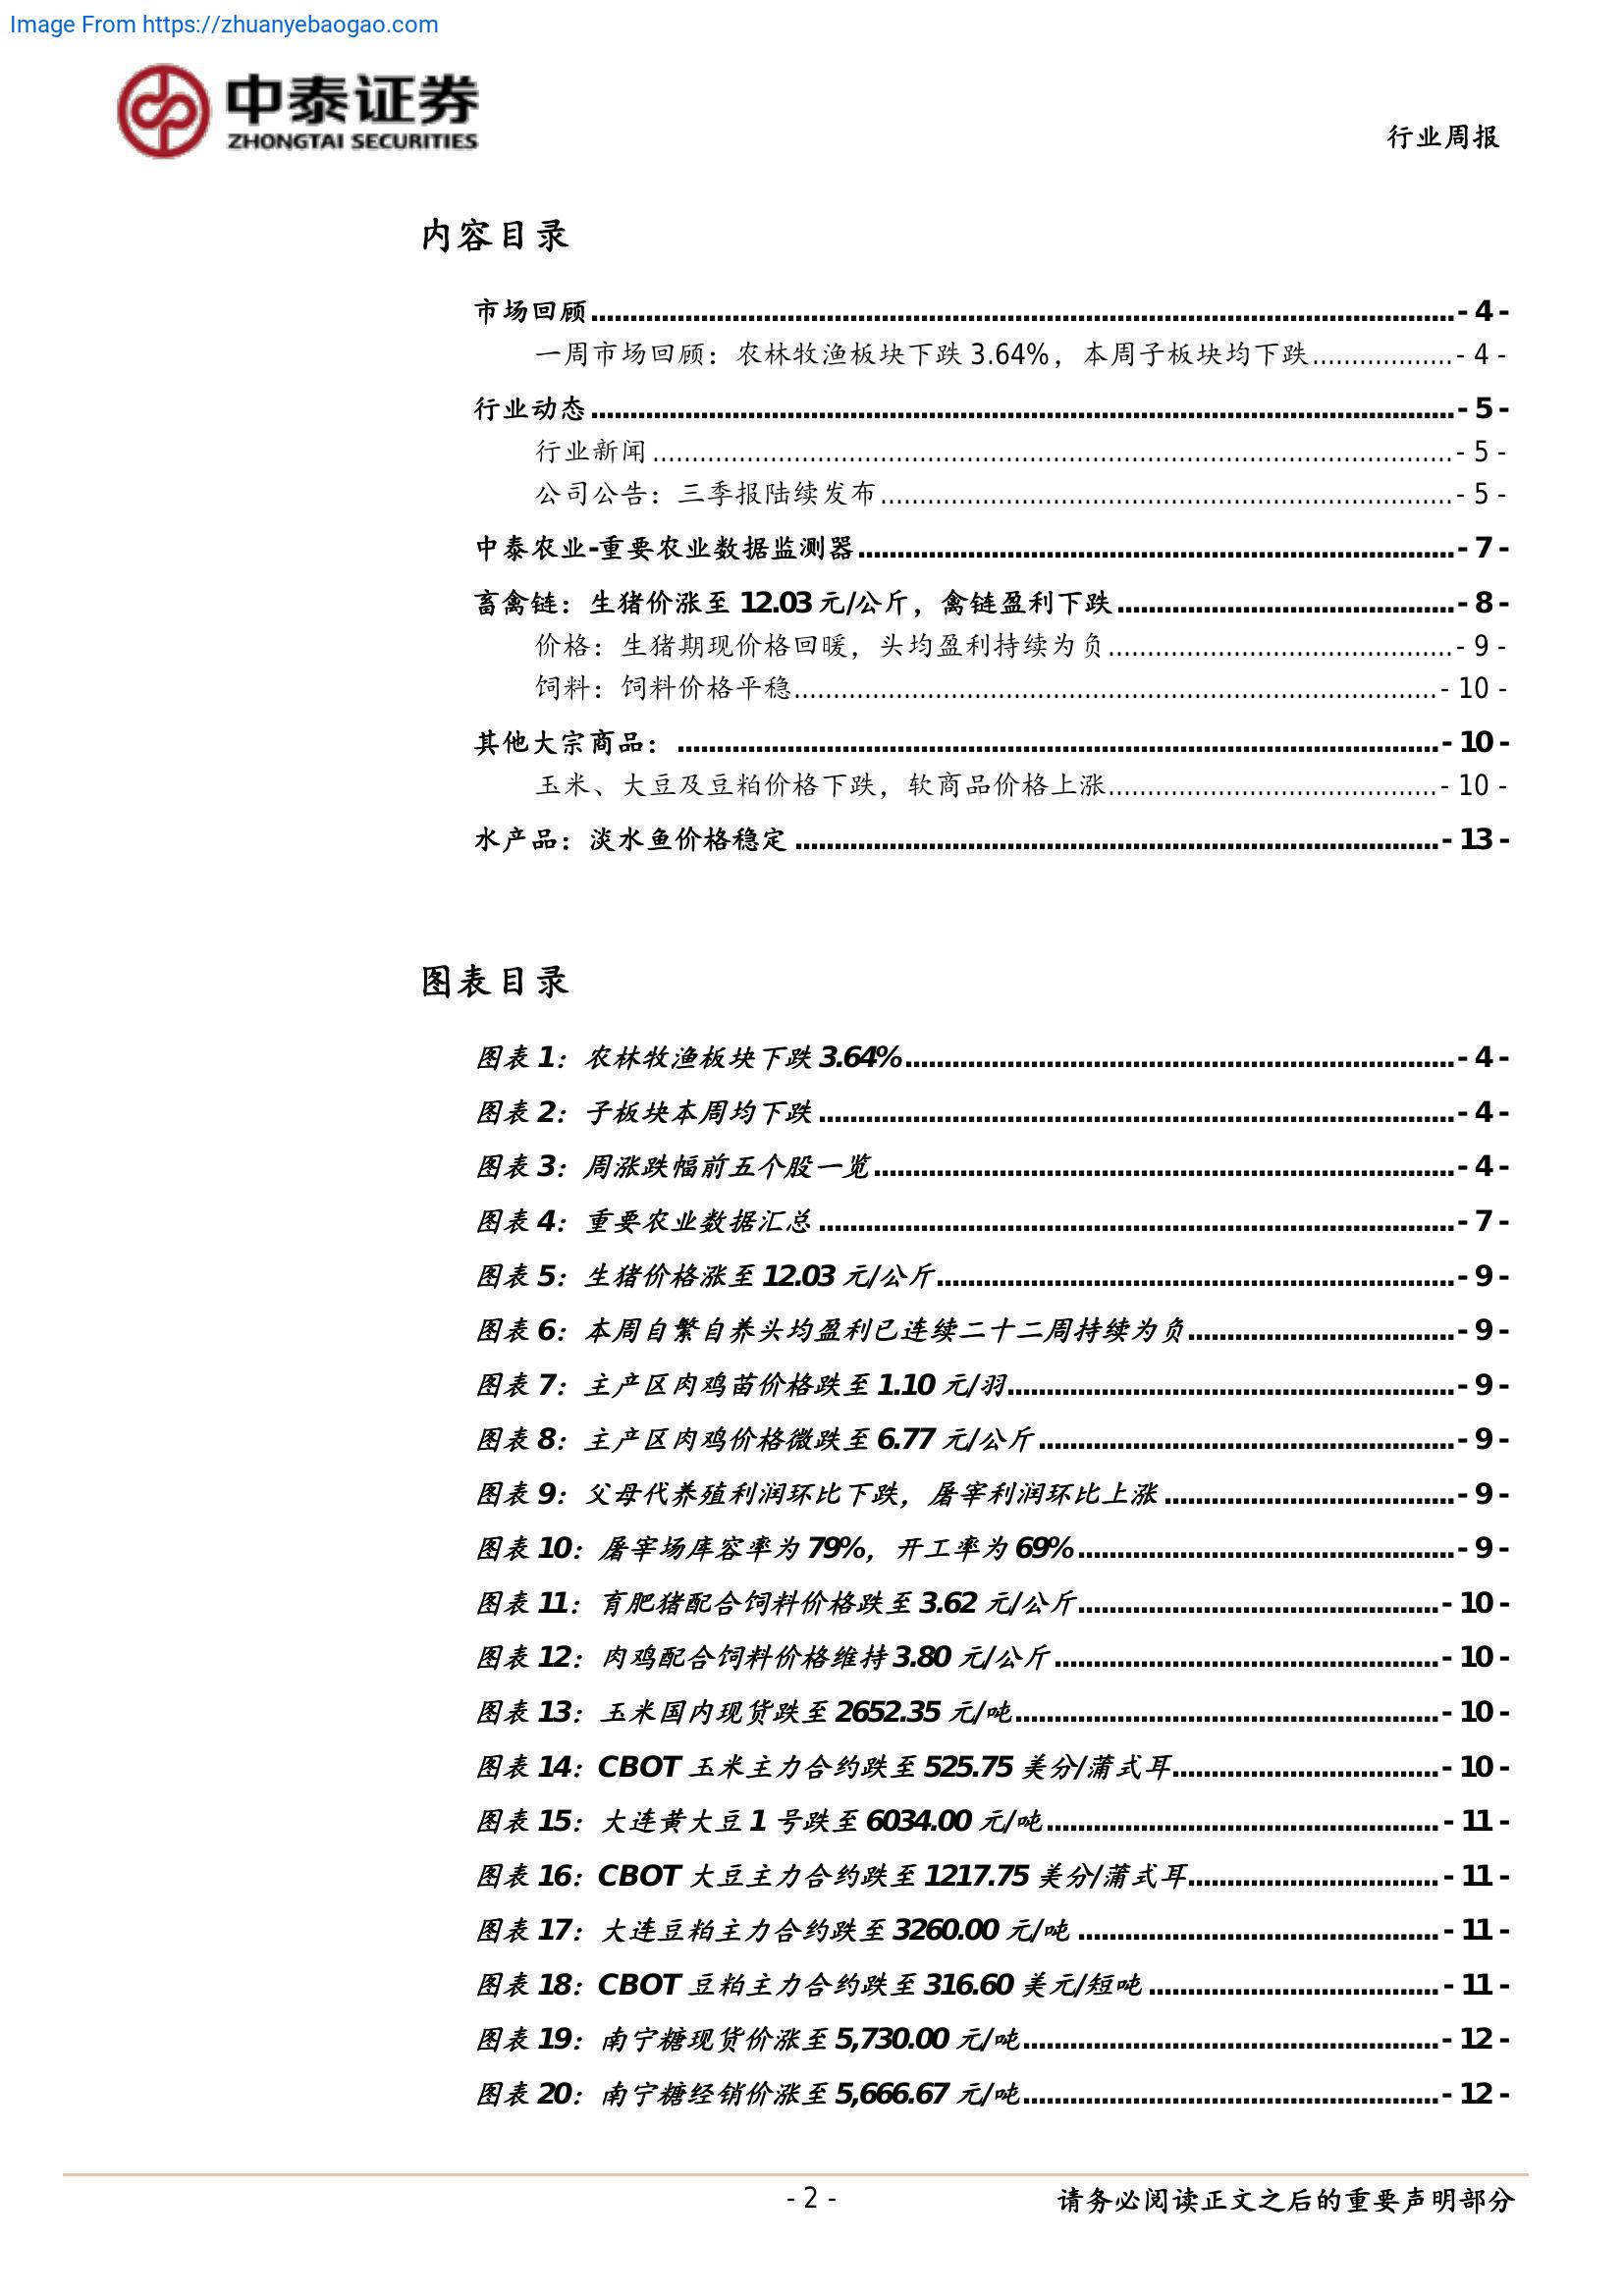 Image From https://zhuanyebaogao.com
中泰证券
ZHONGTAI SECURITIES
行业周报
内容目录
市场回顾................................................................................- 4 -
一周市场回顾：农林牧渔板块下跌 3.64%，本周子板块均下跌..................- 4 -
行业动态................................................................................- 5 -
行业新闻................................................................................- 5 -
公司公告：三季报陆续发布............................................................- 5 -
中泰农业-重要农业数据监测器............................................................- 7 -
畜禽链：生猪价涨至 12.03 元/公斤，禽链盈利下跌........................................- 8 -
价格：生猪期现价格回暖，头均盈利持续为负........................................- 9 -
饲料：饲料价格平稳............................................................- 10 -
其他大宗商品：............................................................- 10 -
玉米、大豆及豆粕价格下跌，软商品价格上涨........................................- 10 -
水产品：淡水鱼价格稳定............................................................- 13 -
图表目录
图表 1：农林牧渔板块下跌 3.64%............................................................- 4 -
图表 2：子板块本周均下跌............................................................- 4 -
图表 3：周涨跌幅前五个股一览............................................................- 4 -
图表 4：重要农业数据汇总............................................................- 7 -
图表 5：生猪价格涨至 12.03 元/公斤............................................................- 9 -
图表 6：本周自繁自养头均盈利已连续二十二周持续为负..............................- 9 -
图表 7：主产区肉鸡苗价格跌至 1.10 元/羽..................................................- 9 -
图表 8：主产区肉鸡价格微跌至 6.77 元/公斤..................................................- 9 -
图表 9：父母代养殖利润环比下跌，屠宰利润环比上涨..............................- 9 -
图表 10：屠宰场库容率为 79%，开工率为 69%........................................- 9 -
图表 11：育肥猪配合饲料价格跌至 3.62 元/公斤........................................- 10 -
图表 12：肉鸡配合饲料价格维持 3.80 元/公斤........................................- 10 -
图表 13：玉米国内现货跌至 2652.35 元/吨........................................- 10 -
图表 14：CBOT 玉米主力合约跌至 525.75 美分/蒲式耳..............................- 10 -
图表 15：大连黄大豆 1 号跌至 6034.00 元/吨........................................- 11 -
图表 16：CBOT 大豆主力合约跌至 1217.75 美分/蒲式耳..............................- 11 -
图表 17：大连豆粕主力合约跌至 3260.00 元/吨........................................- 11 -
图表 18：CBOT 豆粕主力合约跌至 316.60 美元/短吨..............................- 11 -
图表 19：南宁糖现货价涨至 5,730.00 元/吨........................................- 12 -
图表 20：南宁糖经销价涨至 5,666.67 元/吨........................................- 12 -
- 2 -
请务必阅读正文之后的重要声明部分